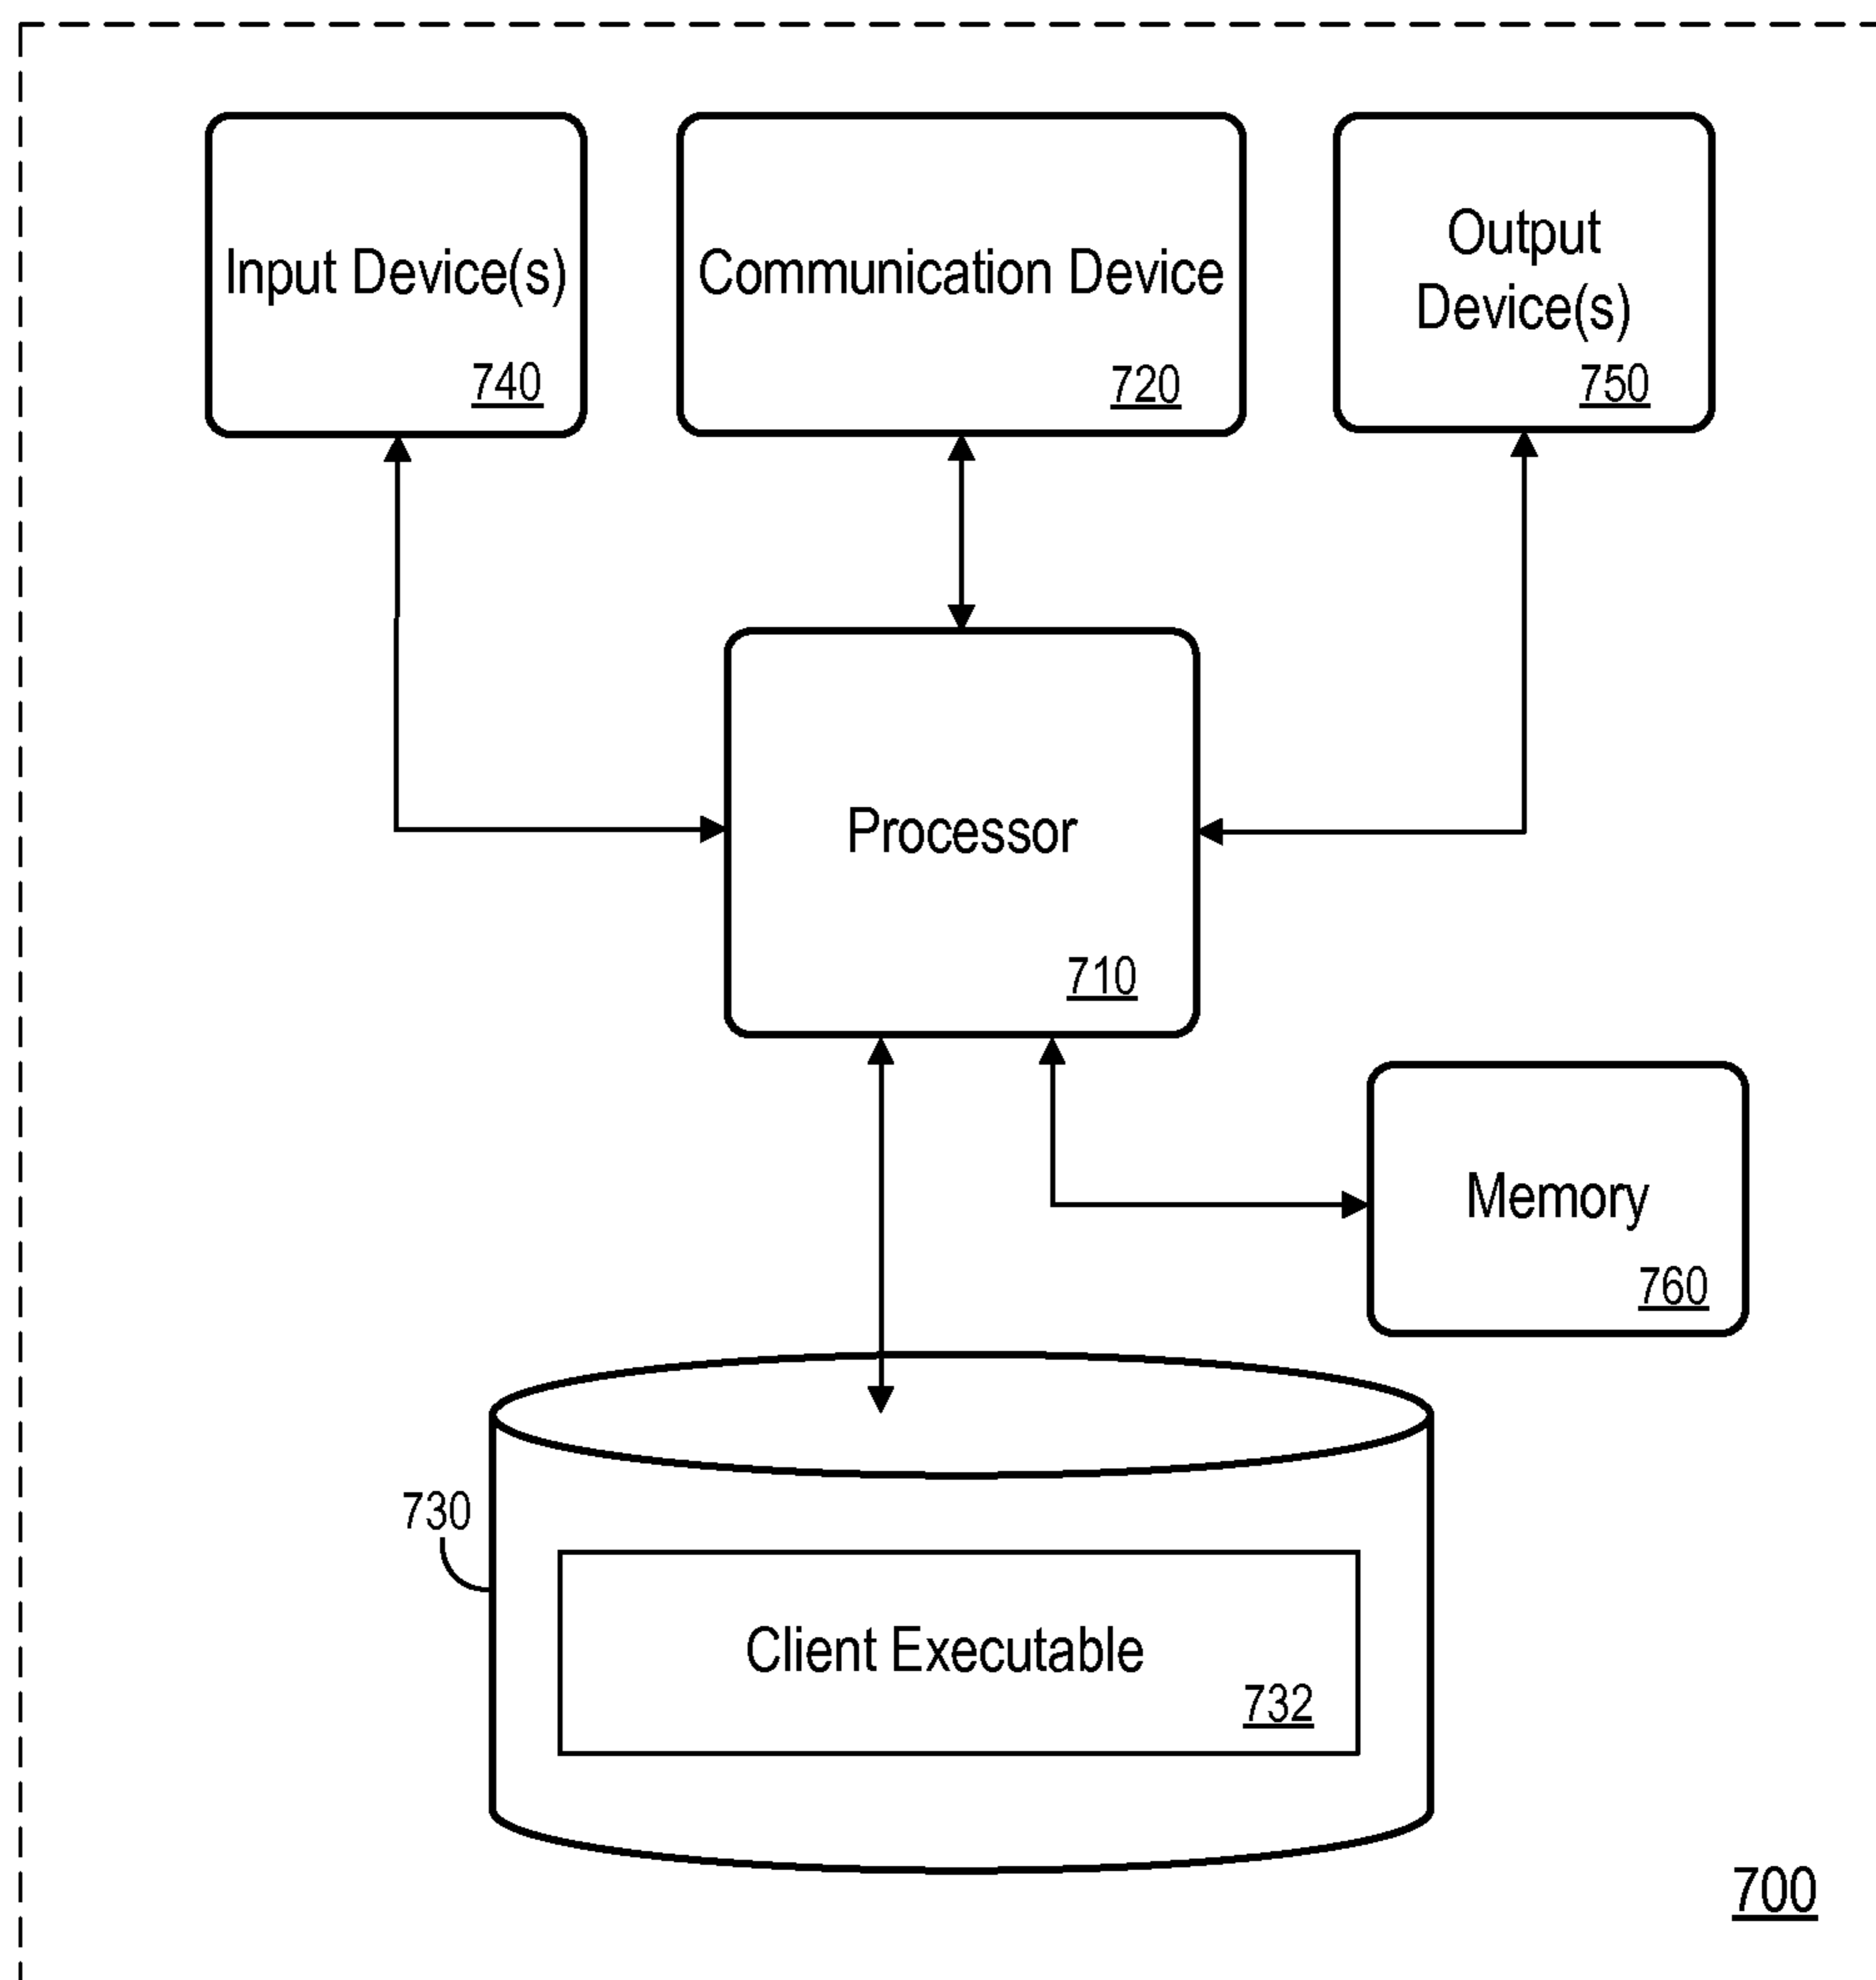 Input Device(s)
740
Communication Device
720
Output
Device(s)
750
Processor
710
Memory
760
730
Client Executable
732
700